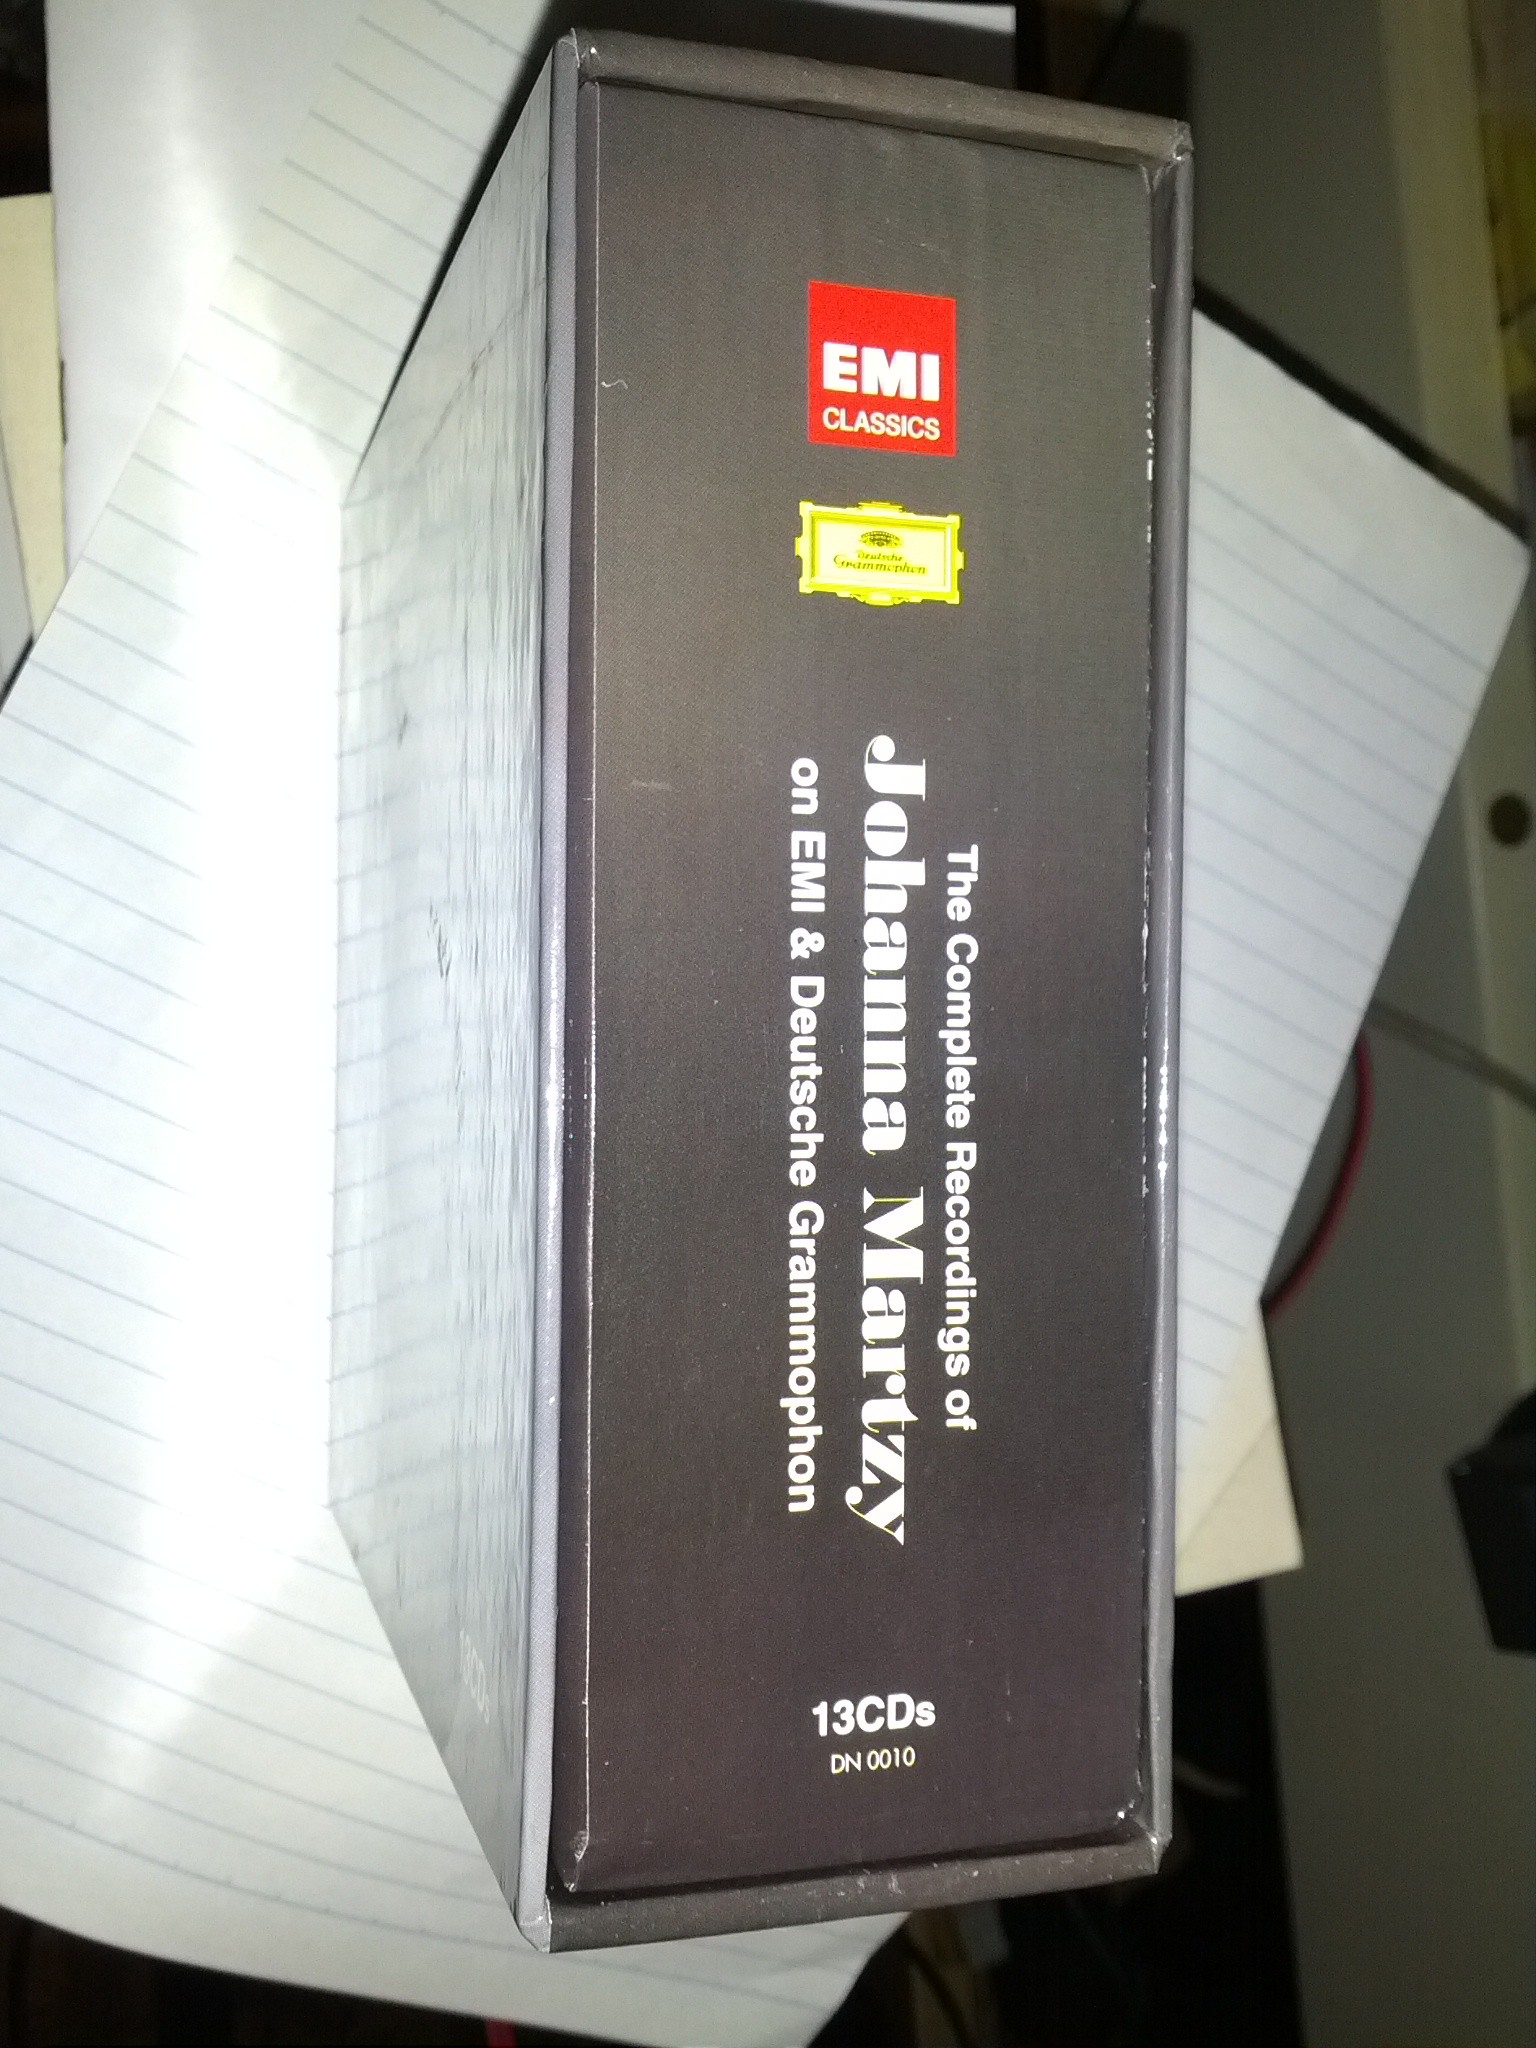 EMI
CLASSICS
Deutsche
Grammophon
The Complete Recordings of
Johanna Martzy
on EMI & Deutsche Grammophon
13CDs
DN 0010